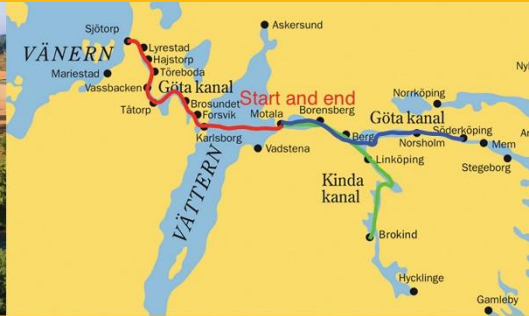 Sjötorp
Askersund
VÄNERN
Lyrestad
Hajstorp
Mariestad
Töreboda
Vassbacken
Göta kanal
Start and end
Norrköping
Tåtorp
Brosundet
Forsvik
Motala
Borensberg
Göta kanal
Karlsborg
Berg
Söderköping
Vadstena
Norsholm
Mem
Linköping
Stegeborg
VÄTTERN
Kinda
kanal
Brokind
Hycklinge
Gamleby